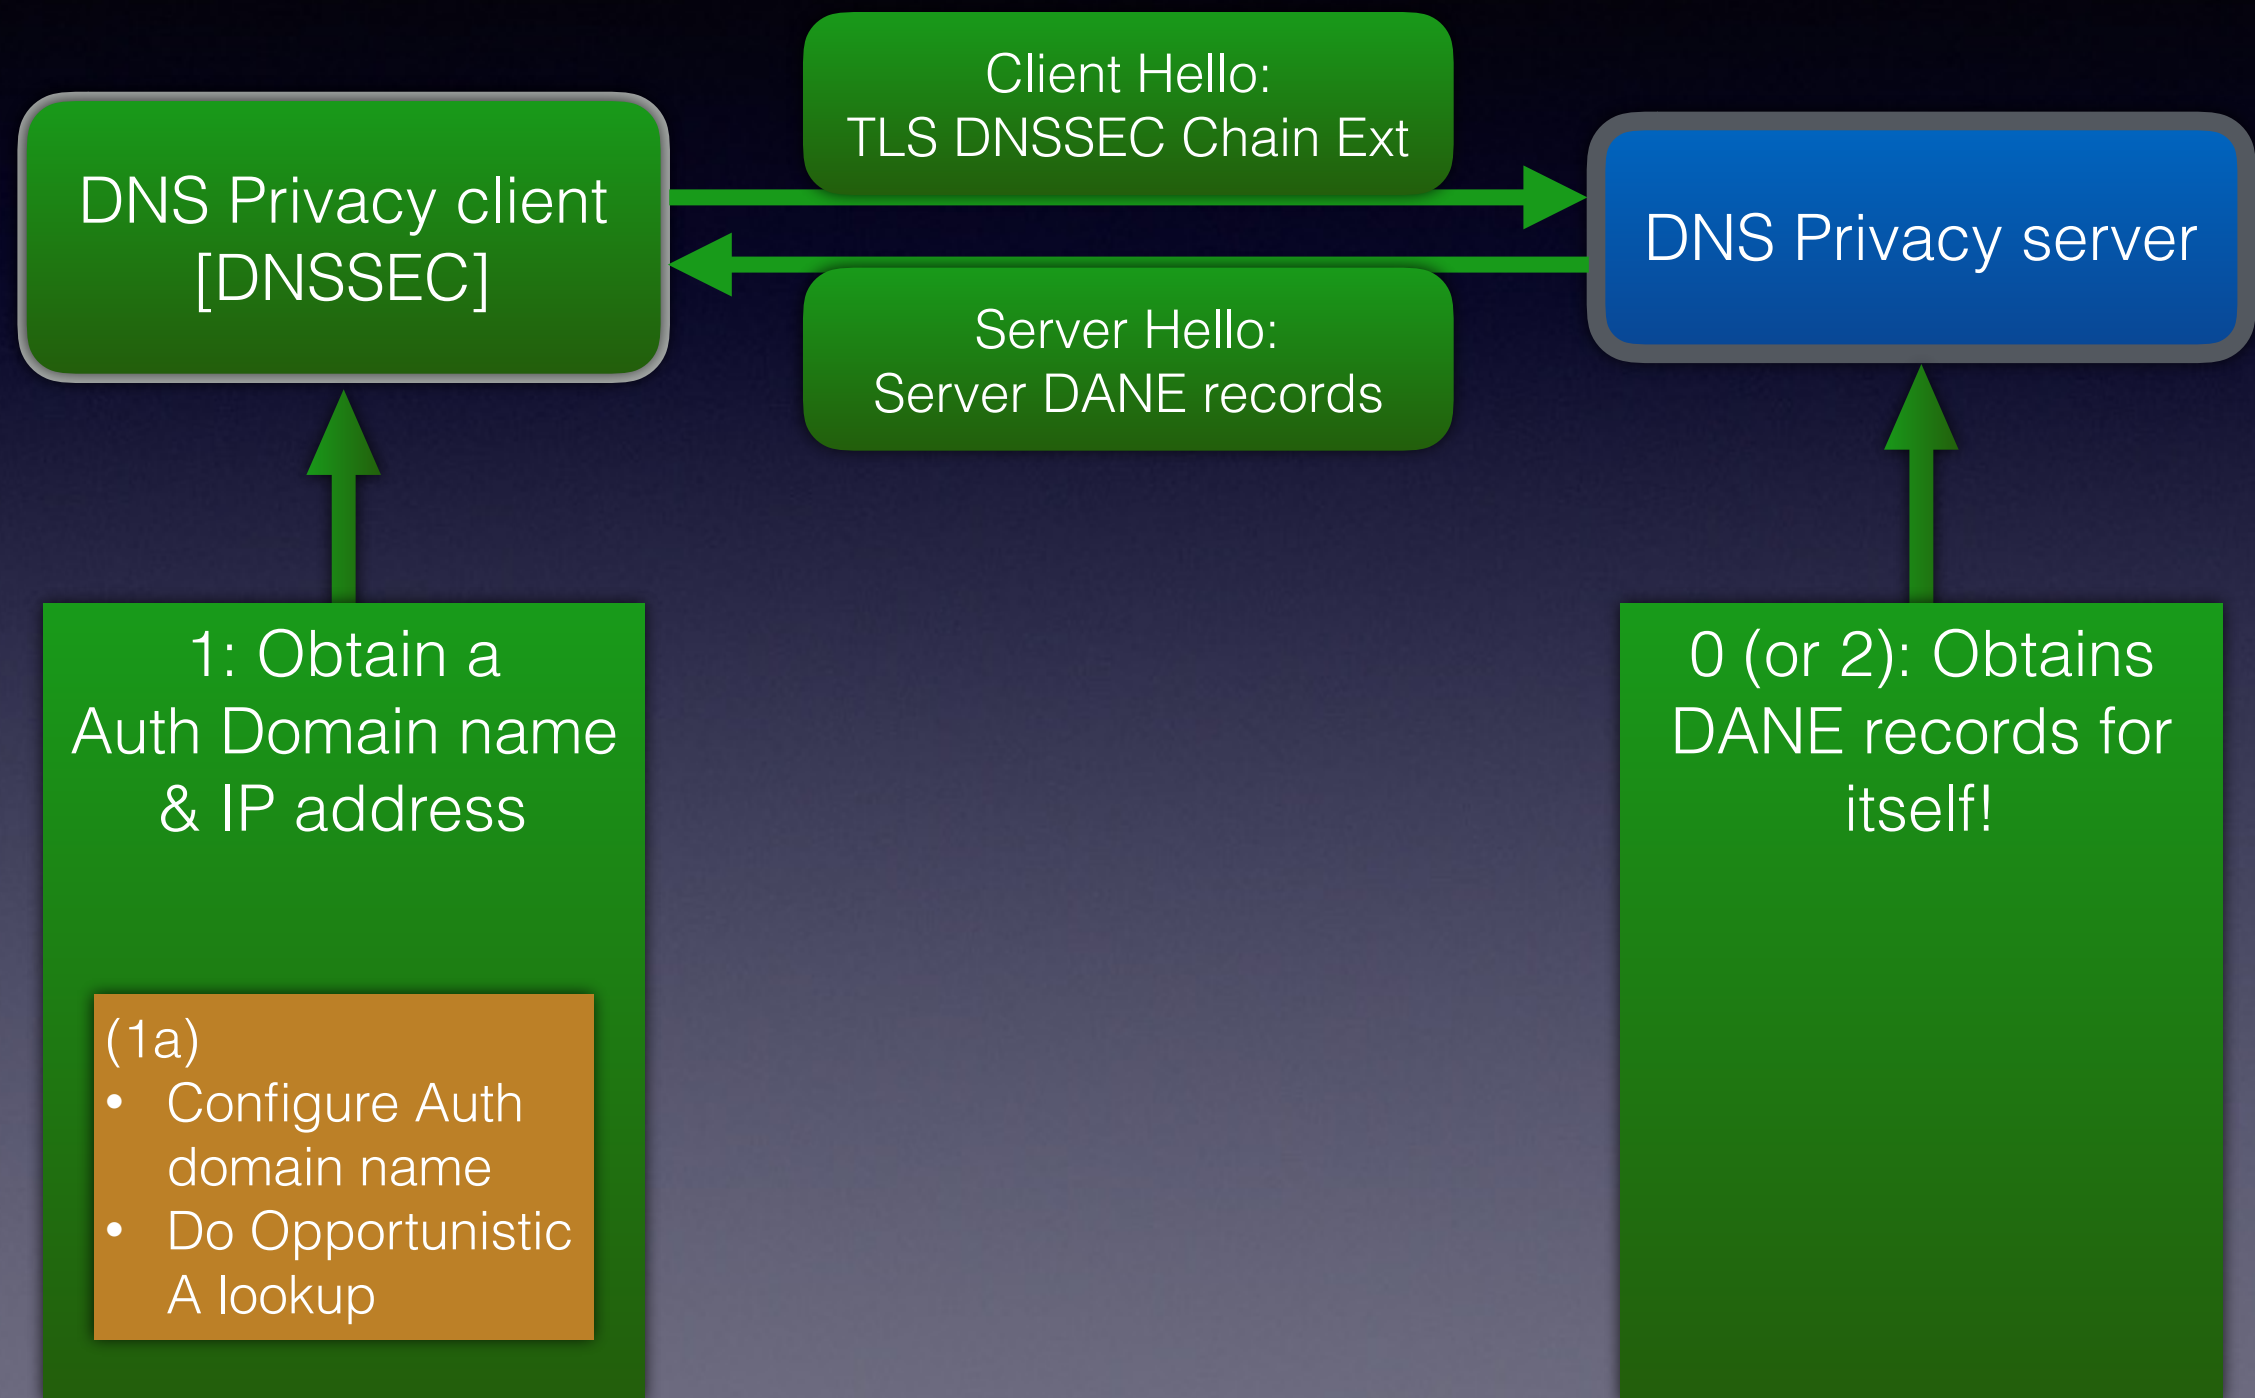 Client Hello:
TLS DNSSEC Chain Ext
DNS Privacy client
[DNSSEC]
DNS Privacy server
Server Hello:
Server DANE records
1: Obtain a
Auth Domain name
& IP address
(1a)
• Configure Auth
domain name
• Do Opportunistic
A lookup
0 (or 2): Obtains
DANE records for
itself!